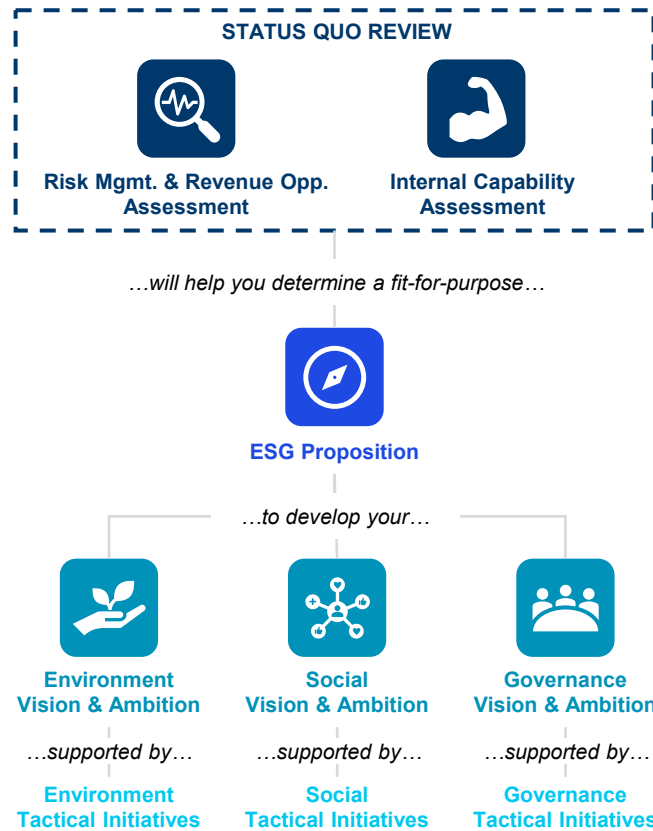 STATUS QUO REVIEW
Risk Mgmt. & Revenue Opp.
Assessment
Internal Capability
Assessment
…will help you determine a fit-for-purpose…
ESG Proposition
…to develop your…
Environment
Vision & Ambition
Social
Vision & Ambition
Governance
Vision & Ambition
…supported by…
…supported by…
…supported by…
Environment
Tactical Initiatives
Social
Tactical Initiatives
Governance
Tactical Initiatives